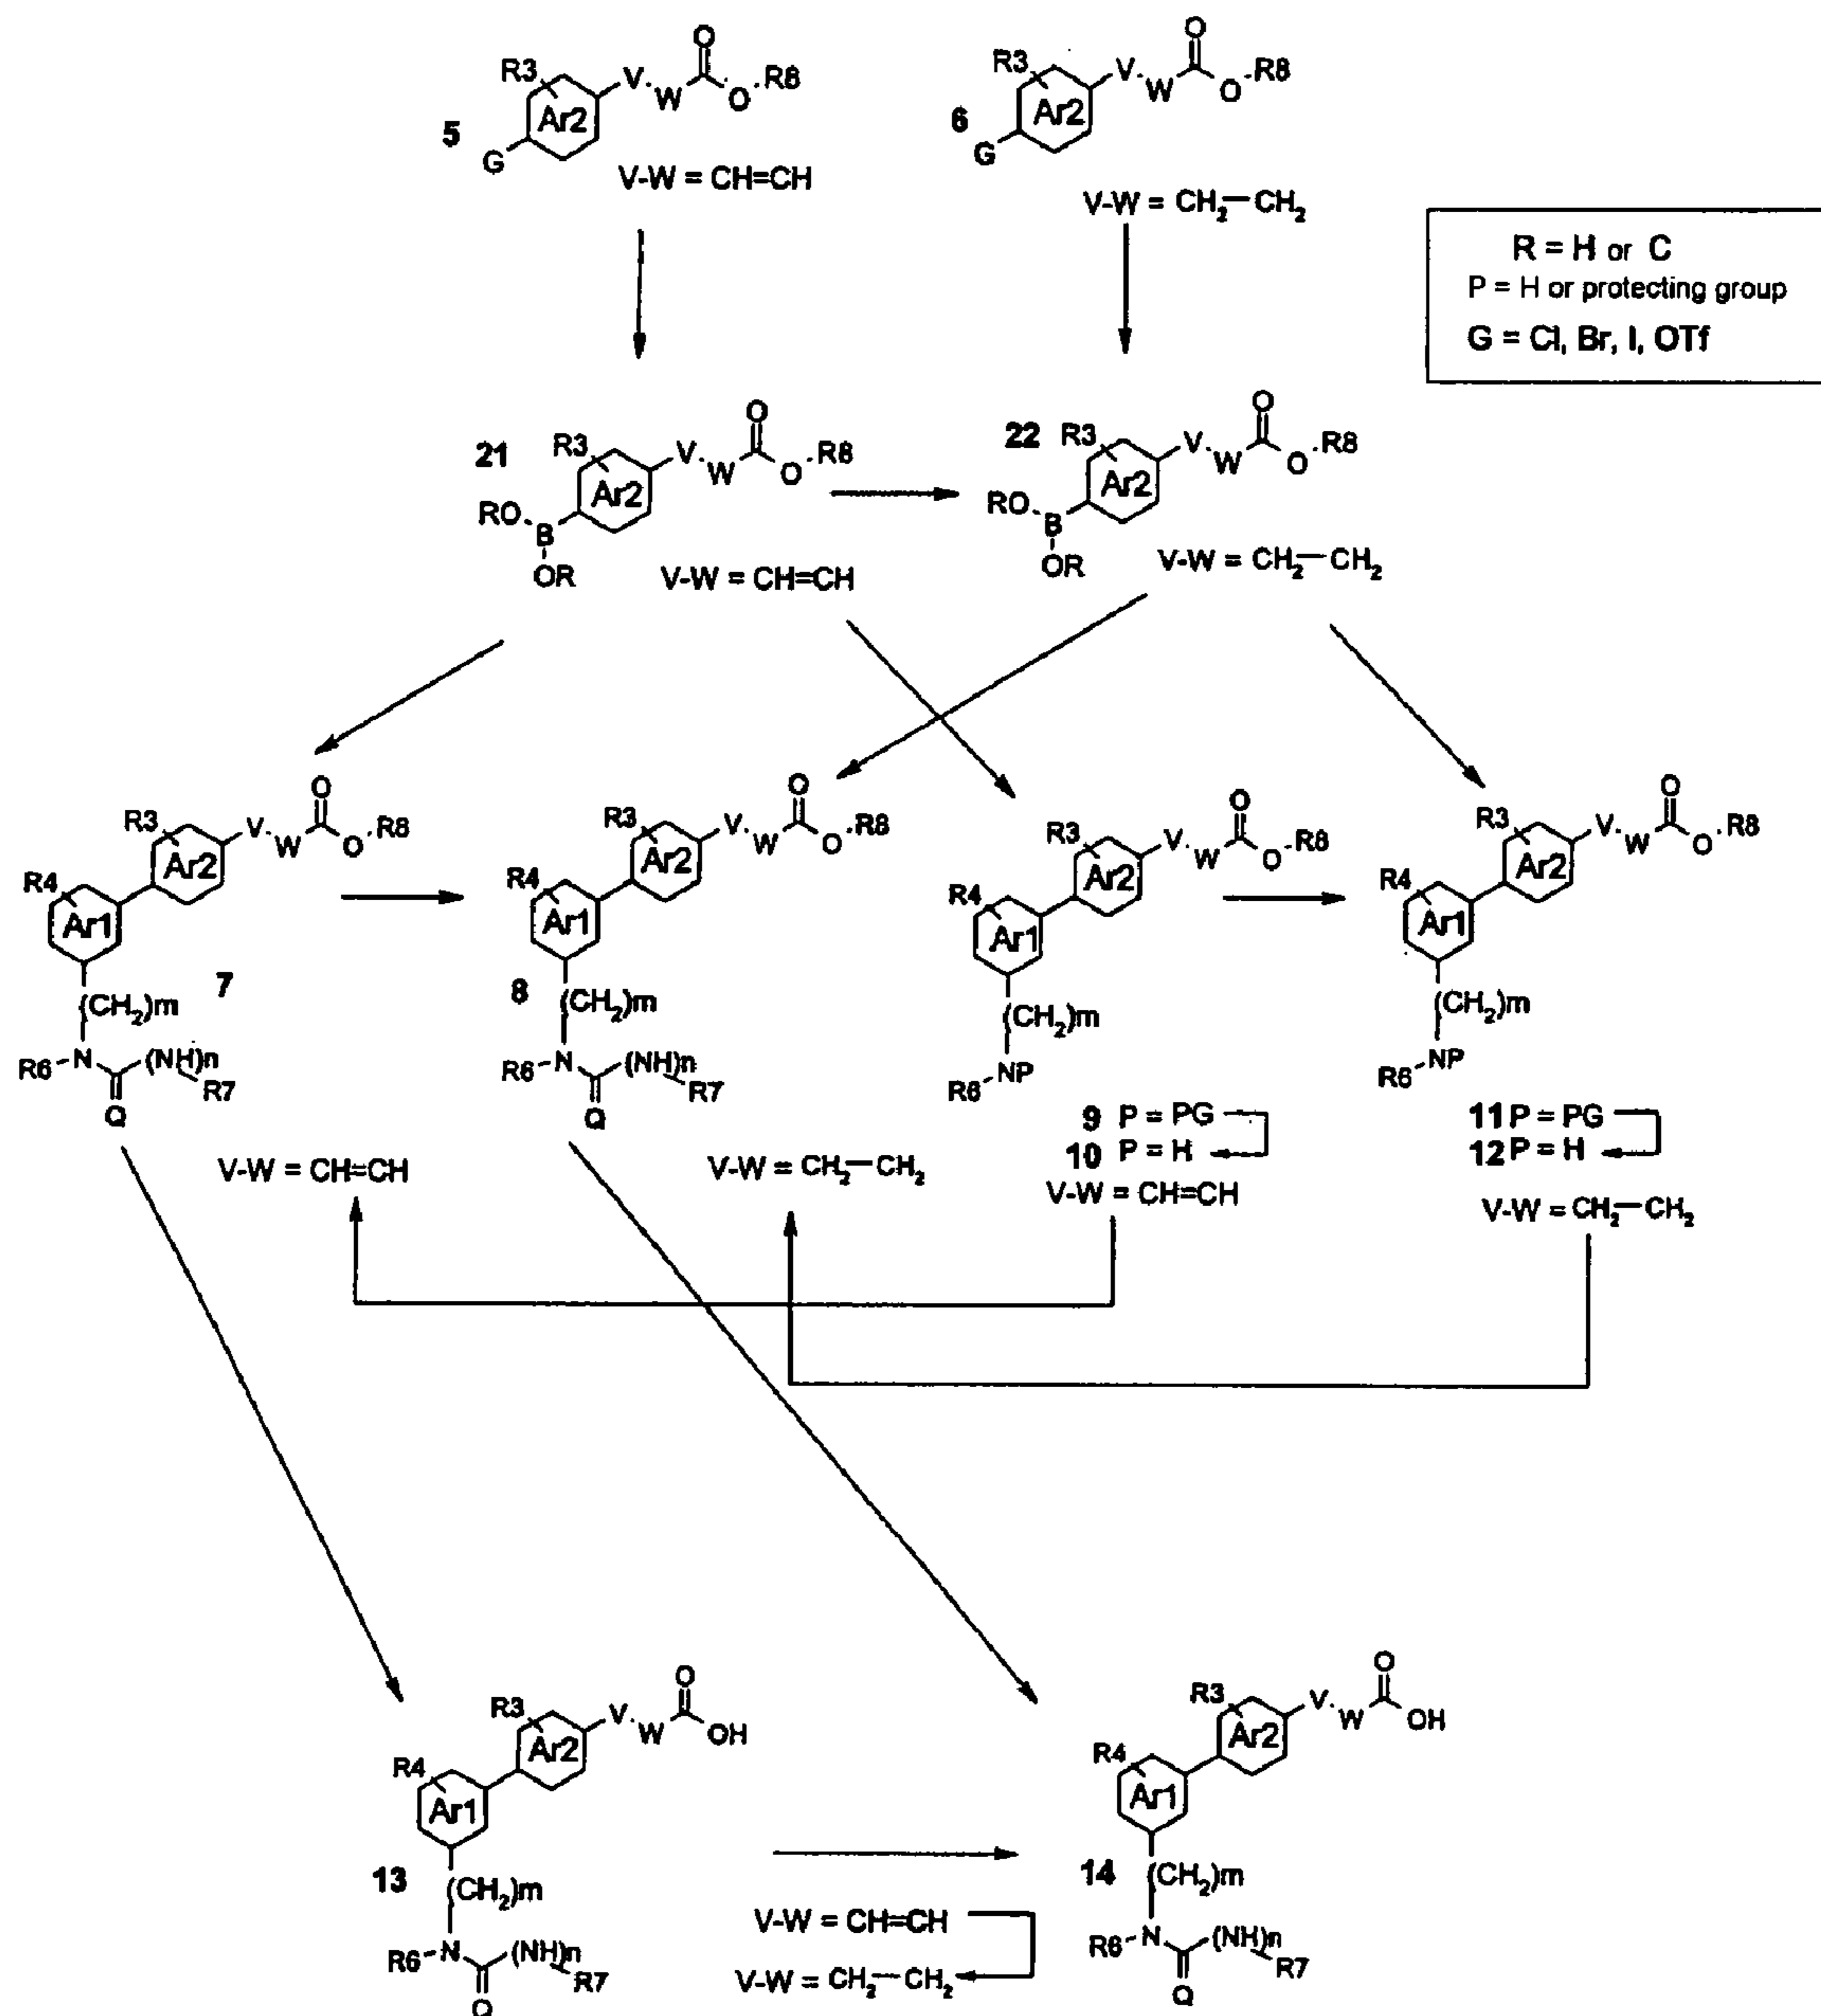 O
R3 V W O R8
Ar2
5
G
V-W = CH=CH
O
R3 V W O R8
Ar2
6
G
V-W = CH₂—CH₂
R = H or C
P = H or protecting group
G = Cl, Br, I, OTf
21
O
R3 V W O R8
Ar2
RO B
OR
V-W = CH=CH
22
O
R3 V W O R8
Ar2
RO B
OR
V-W = CH₂—CH₂
O
R3 V W O R8
Ar2
R4
Ar1
7
(CH₂)m
R6 N (NH)n
R7
Q
V-W = CH=CH
O
R3 V W O R8
Ar2
R4
Ar1
8
(CH₂)m
R6 N (NH)n
R7
Q
V-W = CH₂—CH₂
O
R3 V W O R8
Ar2
R4
Ar1
(CH₂)m
R6 NP
9 P = PG
10 P = H
V-W = CH=CH
O
R3 V W O R8
Ar2
R4
Ar1
(CH₂)m
R6 NP
11 P = PG
12 P = H
V-W = CH₂—CH₂
O
R3 V W OH
Ar2
R4
Ar1
13
(CH₂)m
R6 N (NH)n
R7
Q
V-W = CH=CH
V-W = CH₂—CH₂
O
R3 V W OH
Ar2
R4
Ar1
14
(CH₂)m
R6 N (NH)n
R7
Q